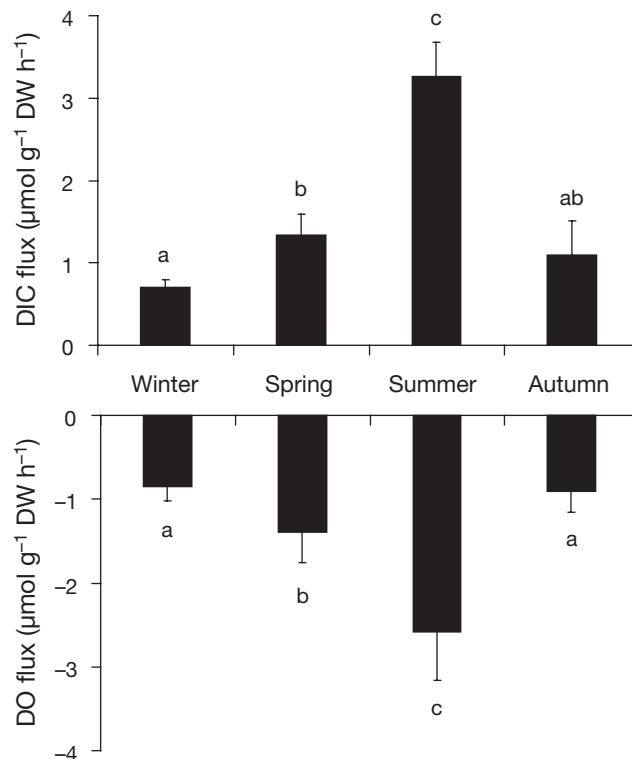 DIC flux (µmol g⁻¹ DW h⁻¹)
4
3
2
1
0
a
b
c
ab
Winter Spring Summer Autumn
DO flux (µmol g⁻¹ DW h⁻¹)
0
–1
–2
–3
–4
a
b
c
a